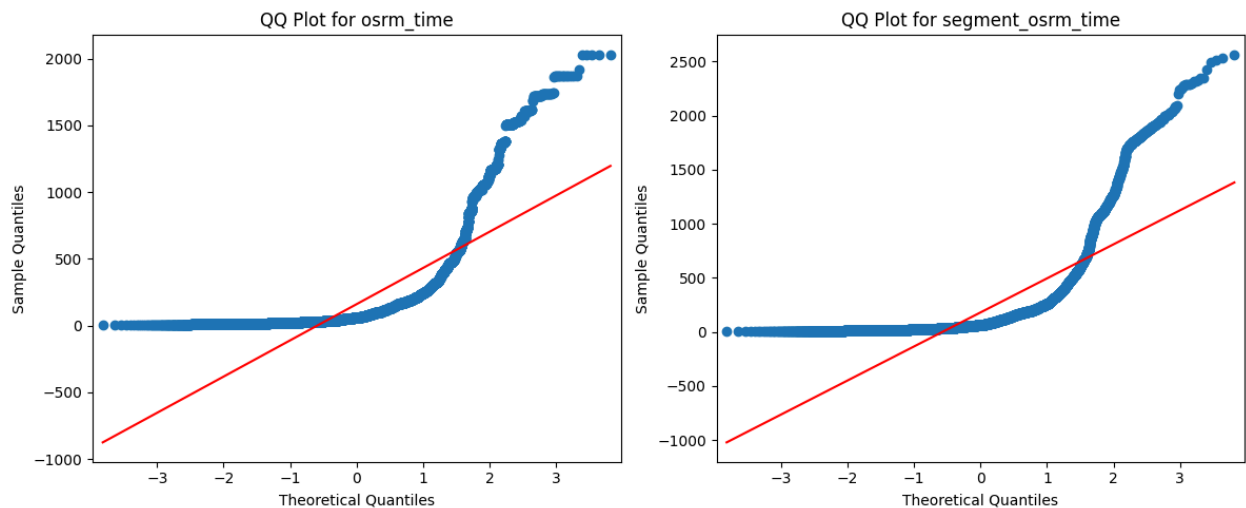 QQ Plot for osrm_time
Sample Quantiles
2000
1500
1000
500
0
−500
−1000
−3 −2 −1 0 1 2 3
Theoretical Quantiles
QQ Plot for segment_osrm_time
Sample Quantiles
2500
2000
1500
1000
500
0
−500
−1000
−3 −2 −1 0 1 2 3
Theoretical Quantiles